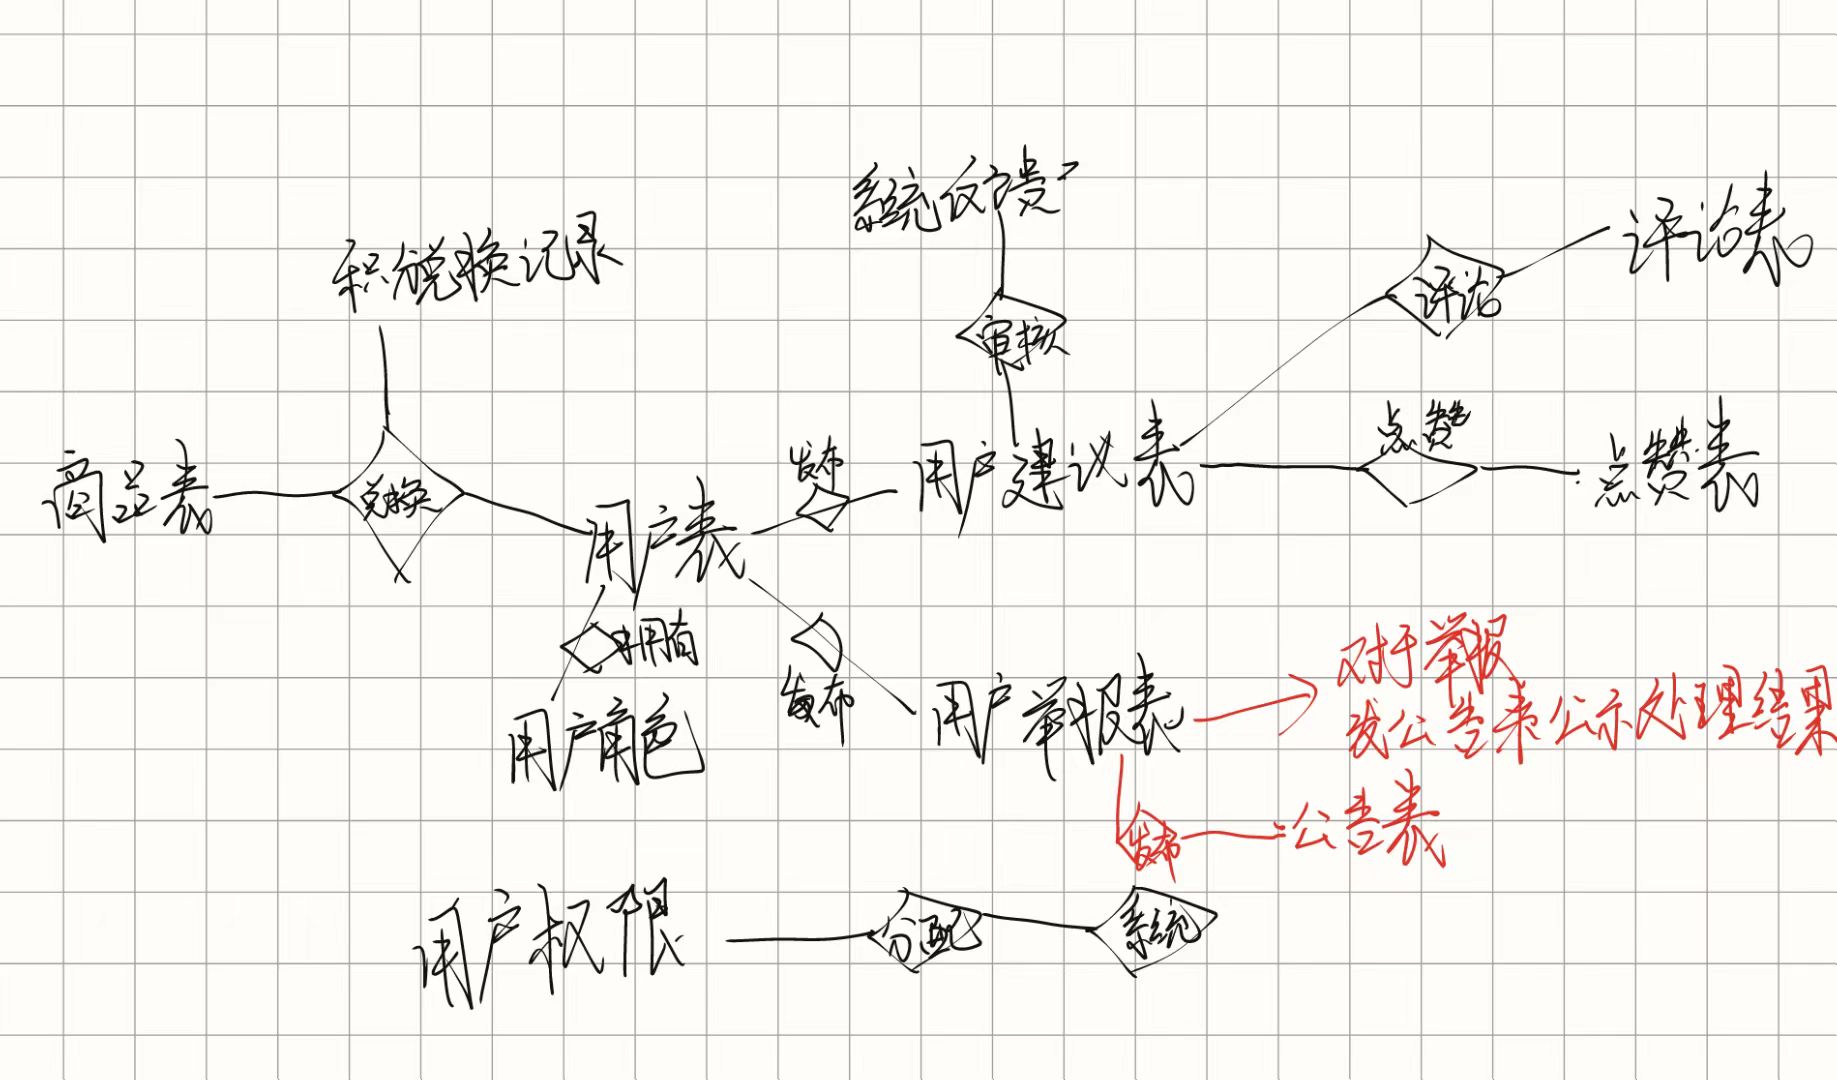 系统反馈
评论表
积分兑换记录
评论
审核
点赞
发布
商品表
兑换
用户表
用户建议表
点赞表
拥有
发布
用户角色
用户举报表
对于举报
发公告来公示处理结果
发布
公告表
用户权限
分配
系统